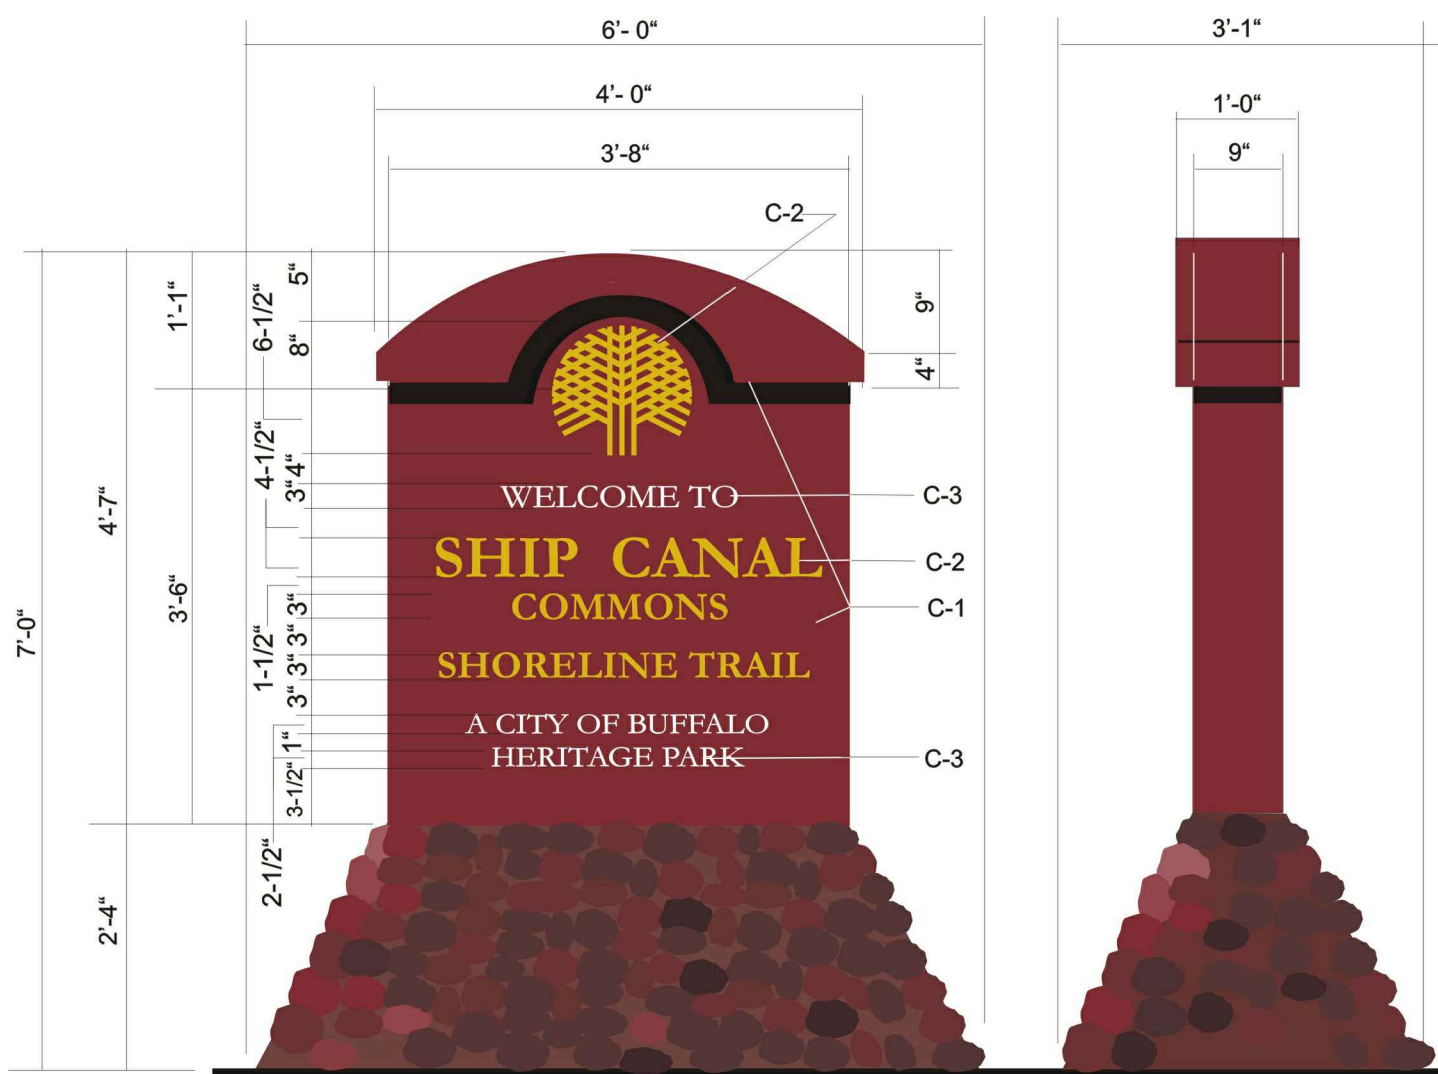 6'- 0"
3'-1"
4'- 0"
1'-0"
3'-8"
9"
C-2
1'-1"
6-1/2"
5"
8"
9"
4"
4-1/2"
4"
3"
4'-7"
WELCOME TO
C-3
SHIP CANAL
C-2
COMMONS
C-1
7'-0"
3'-6"
1-1/2"
3"
3"
3"
3"
SHORELINE TRAIL
A CITY OF BUFFALO
HERITAGE PARK
C-3
1"
3-1/2"
2-1/2"
2'-4"